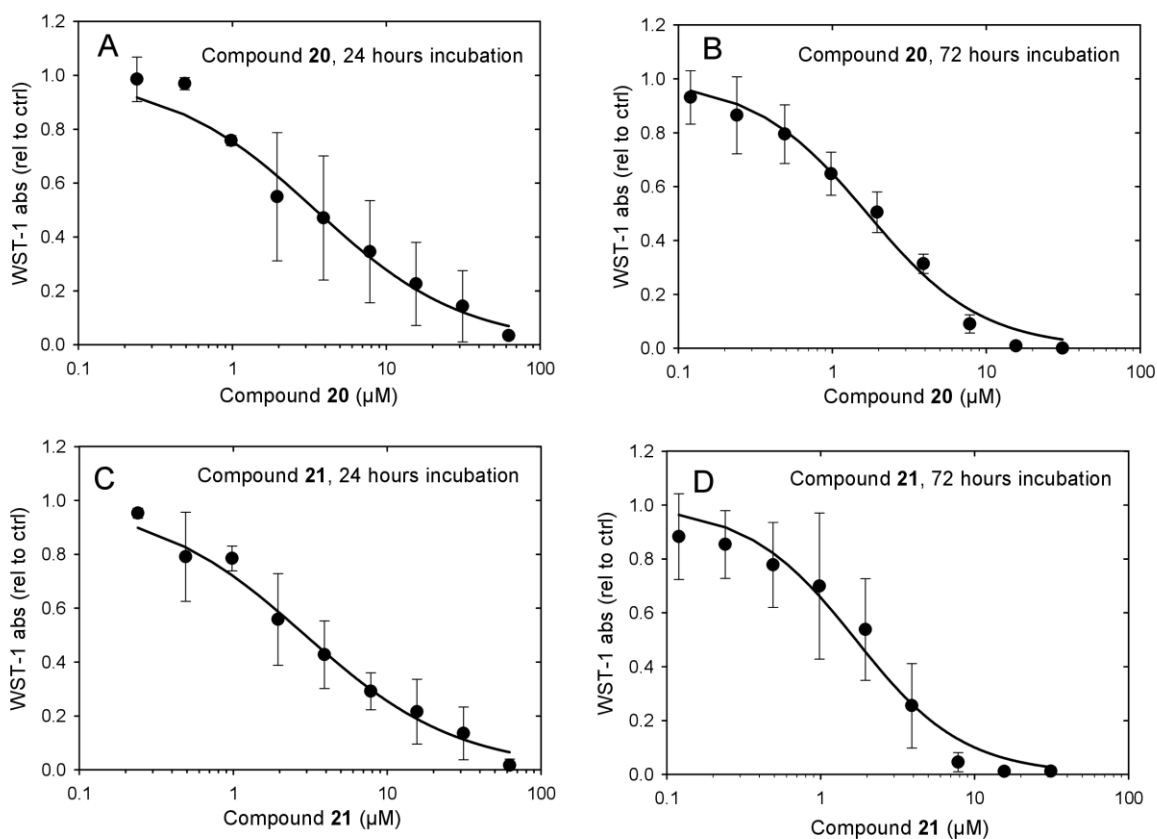 A
Compound 20, 24 hours incubation
WST-1 abs (rel to ctrl)
1.2
1.0
0.8
0.6
0.4
0.2
0.0
0.1 1 10 100
Compound 20 (µM)
B
Compound 20, 72 hours incubation
WST-1 abs (rel to ctrl)
1.2
1.0
0.8
0.6
0.4
0.2
0.0
0.1 1 10 100
Compound 20 (µM)
C
Compound 21, 24 hours incubation
WST-1 abs (rel to ctrl)
1.2
1.0
0.8
0.6
0.4
0.2
0.0
0.1 1 10 100
Compound 21 (µM)
D
Compound 21, 72 hours incubation
WST-1 abs (rel to ctrl)
1.2
1.0
0.8
0.6
0.4
0.2
0.0
0.1 1 10 100
Compound 21 (µM)